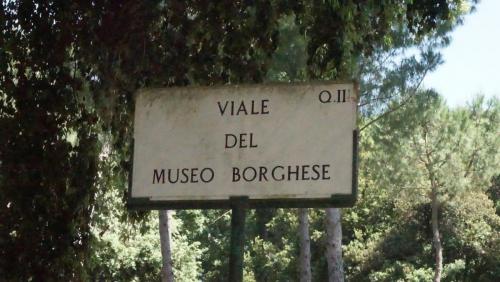 VIALE Q.II
DEL
MUSEO BORGHESE